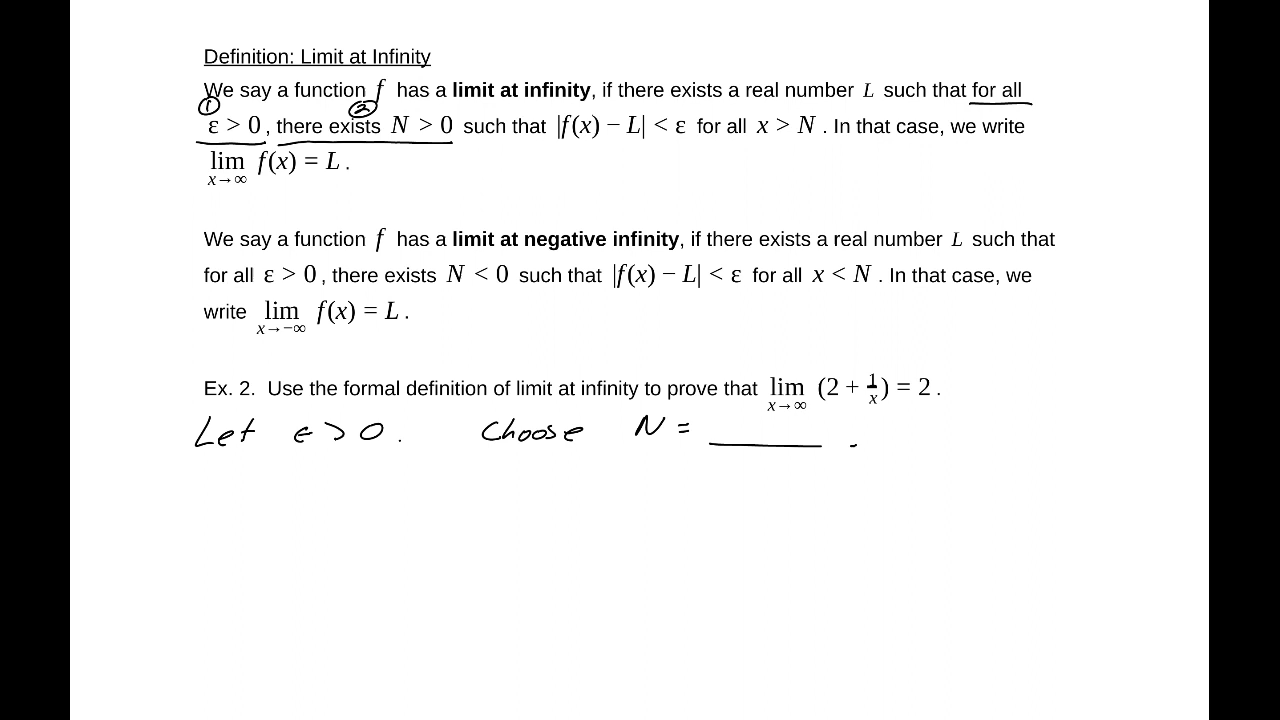 Definition: Limit at Infinity
We say a function f has a limit at infinity, if there exists a real number L such that for all
① ②
ε > 0, there exists N > 0 such that |f(x) − L| < ε for all x > N. In that case, we write
lim f(x) = L.
x→∞
We say a function f has a limit at negative infinity, if there exists a real number L such that
for all ε > 0, there exists N < 0 such that |f(x) − L| < ε for all x < N. In that case, we
write lim f(x) = L.
x→−∞
Ex. 2. Use the formal definition of limit at infinity to prove that lim (2 + 1/x) = 2.
x→∞
Let ε > 0. Choose N = ______ .